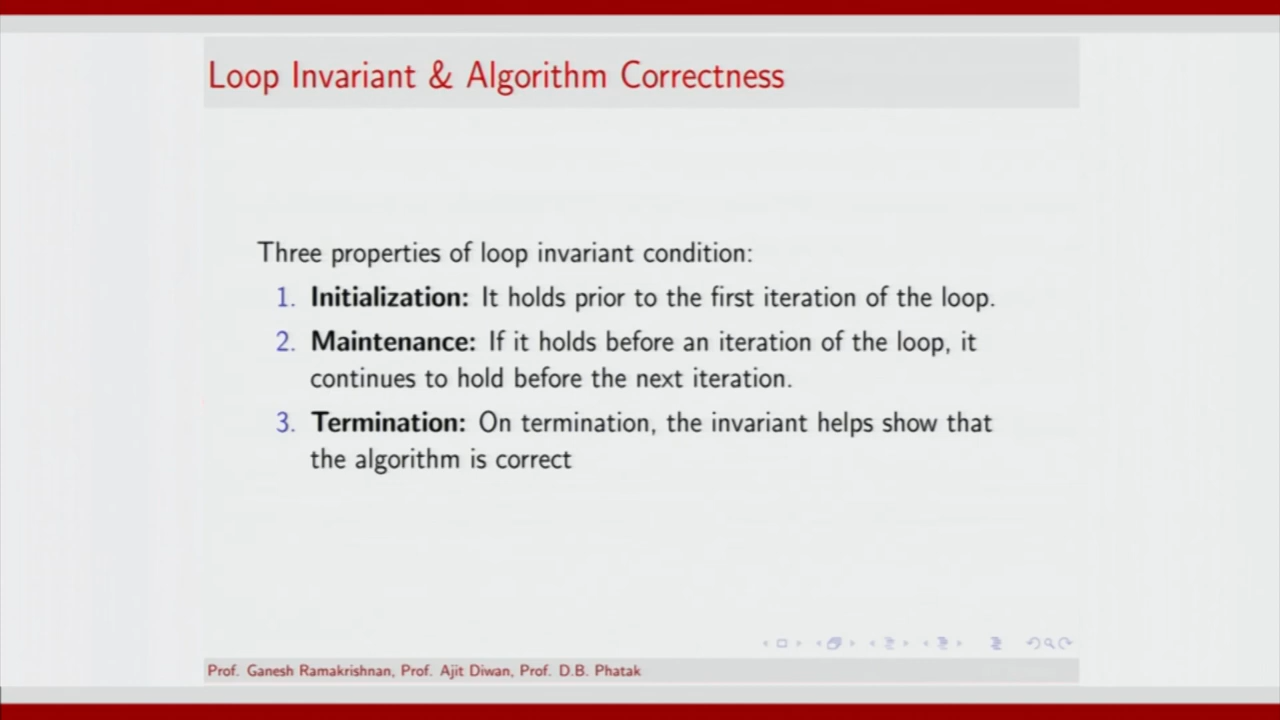 Loop Invariant & Algorithm Correctness
Three properties of loop invariant condition:
1. Initialization: It holds prior to the first iteration of the loop.
2. Maintenance: If it holds before an iteration of the loop, it
continues to hold before the next iteration.
3. Termination: On termination, the invariant helps show that
the algorithm is correct
Prof. Ganesh Ramakrishnan, Prof. Ajit Diwan, Prof. D.B. Phatak